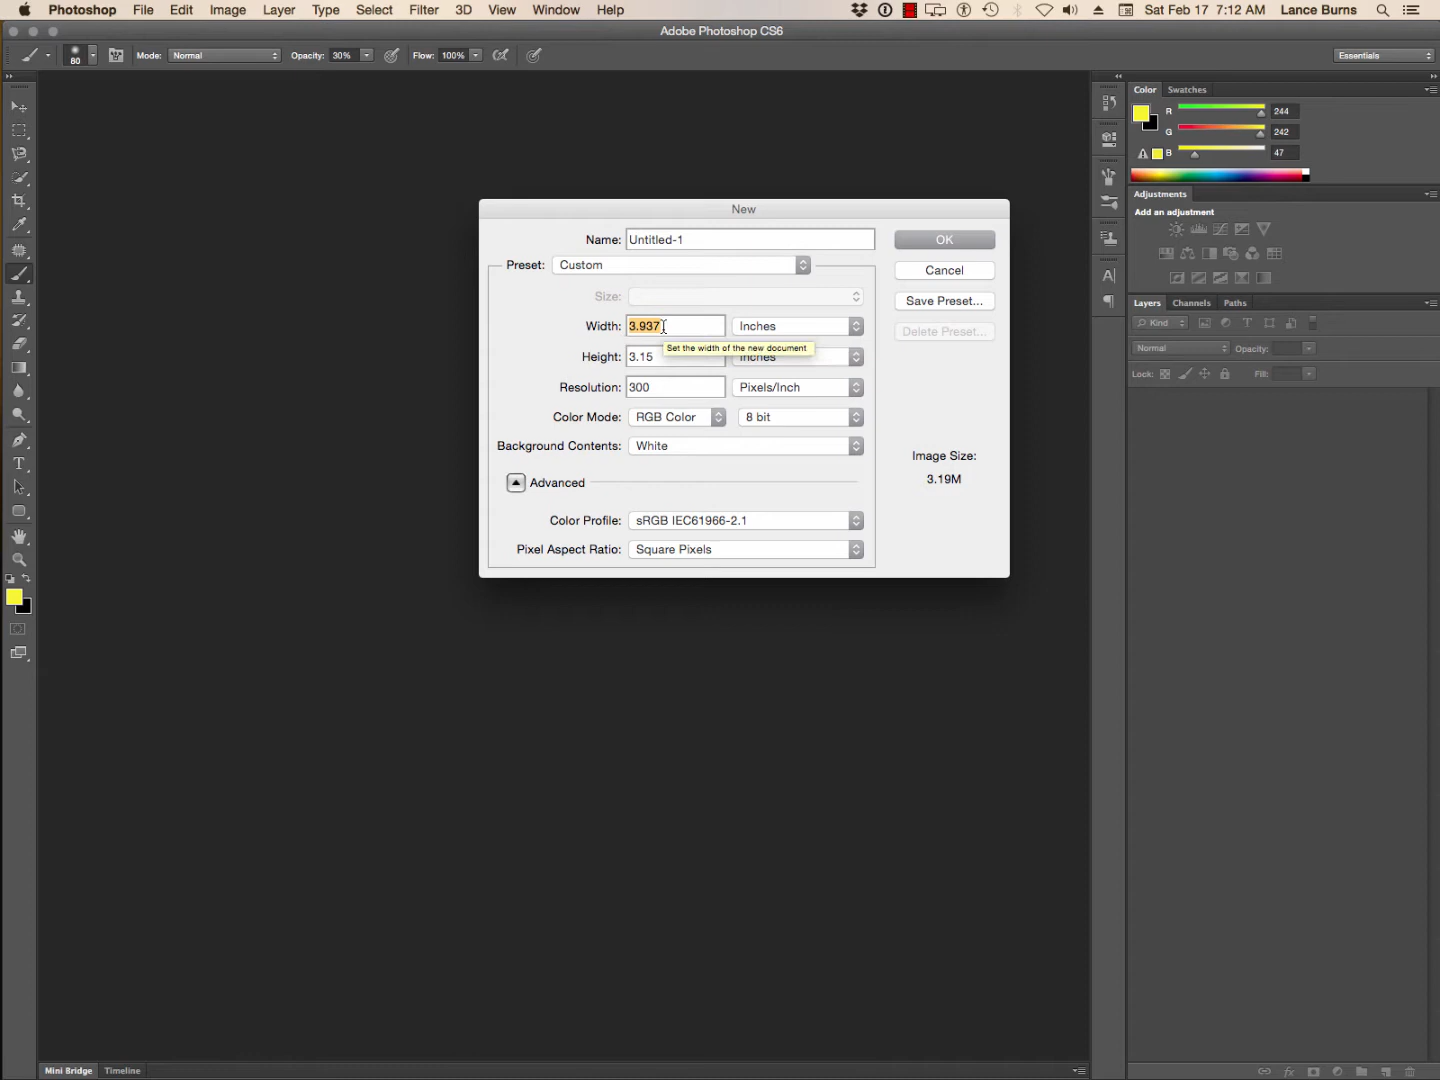 Photoshop File Edit Image Layer Type Select Filter 3D View Window Help Sat Feb 17 7:12 AM Lance Burns
Adobe Photoshop CS6
80 Mode: Normal Opacity: 30% Flow: 100% Essentials
Color Swatches
R 244
G 242
B 47
Adjustments
Add an adjustment
Layers Channels Paths
Kind
Normal Opacity:
Lock: Fill:
New
Name: Untitled-1 OK
Preset: Custom Cancel
Size: Save Preset...
Width: 3.937 Inches Delete Preset...
Set the width of the new document
Height: 3.15 Inches
Resolution: 300 Pixels/Inch
Color Mode: RGB Color 8 bit
Background Contents: White
Image Size:
3.19M
Advanced
Color Profile: sRGB IEC61966-2.1
Pixel Aspect Ratio: Square Pixels
Mini Bridge Timeline